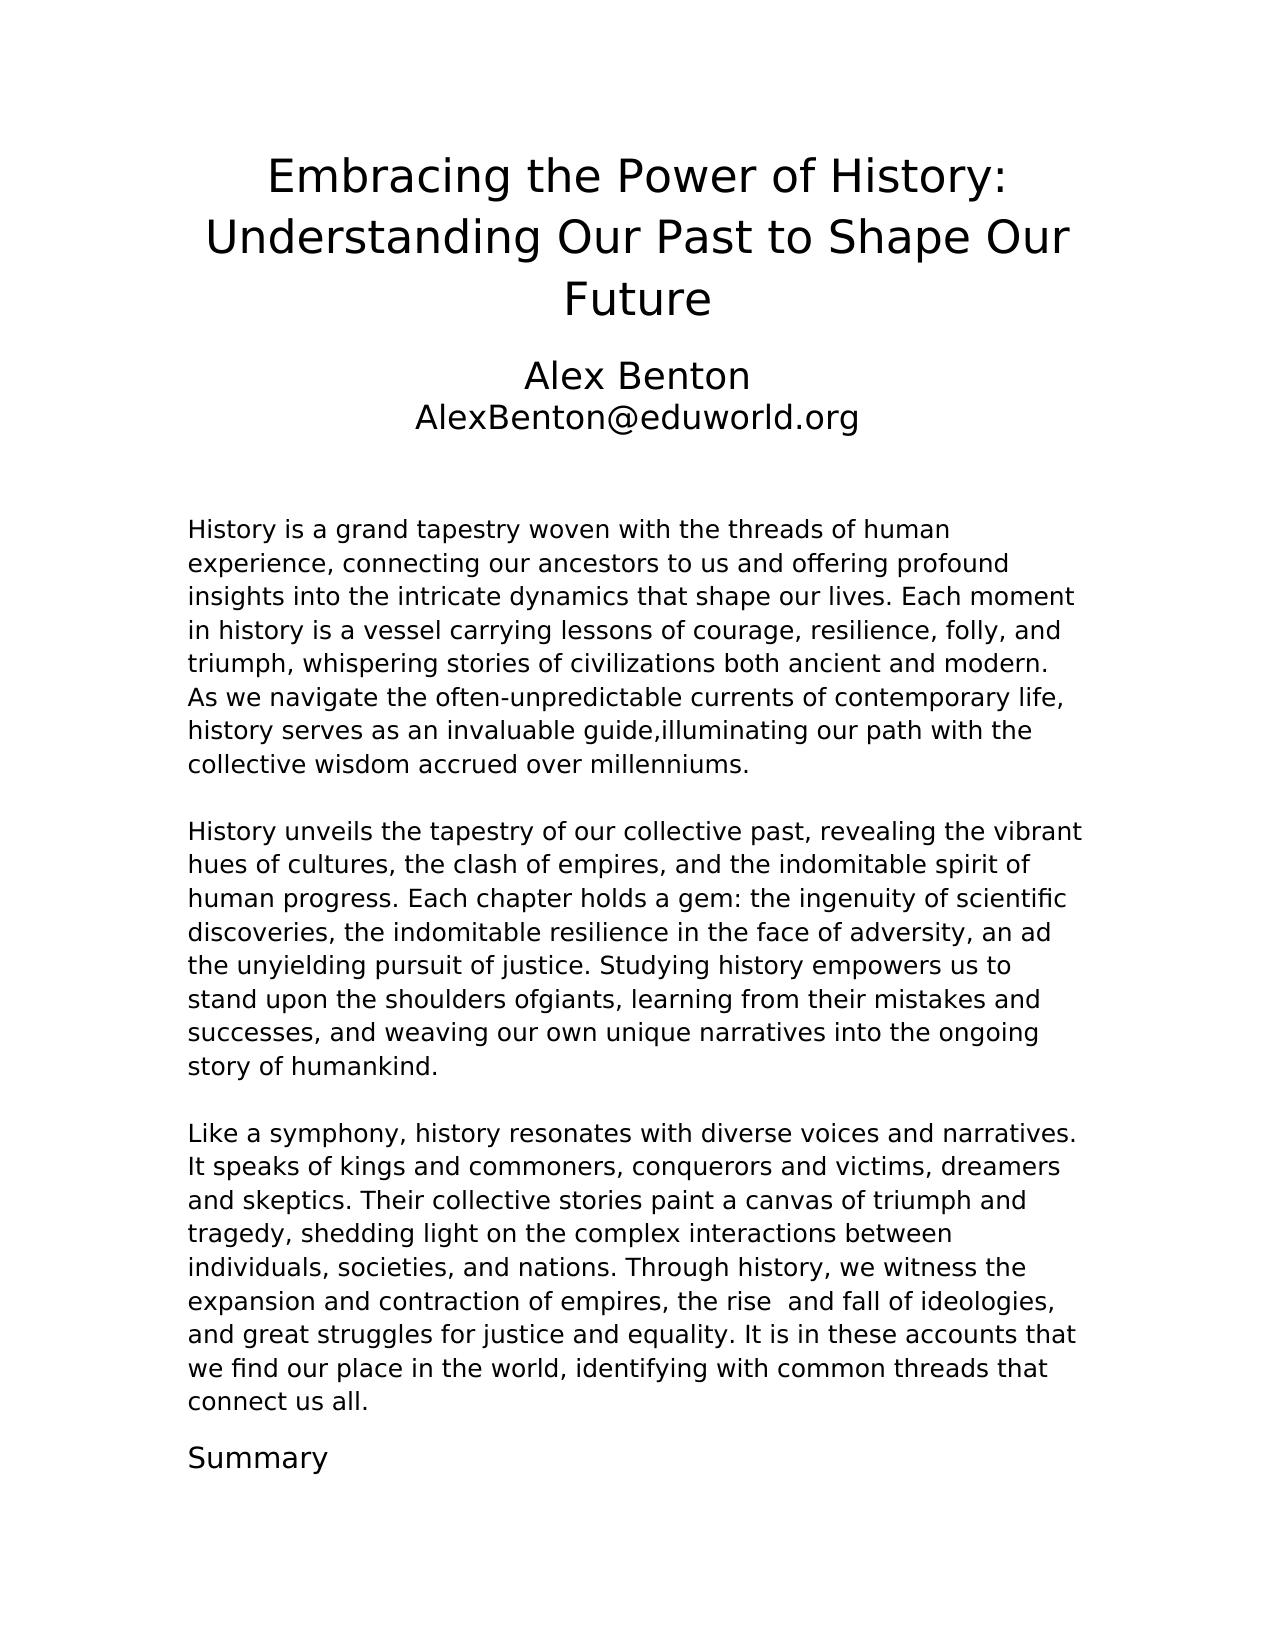 Embracing the Power of History:
Understanding Our Past to Shape Our
Future
Alex Benton
AlexBenton@eduworld.org
History is a grand tapestry woven with the threads of human
experience, connecting our ancestors to us and offering profound
insights into the intricate dynamics that shape our lives. Each moment
in history is a vessel carrying lessons of courage, resilience, folly, and
triumph, whispering stories of civilizations both ancient and modern.
As we navigate the often-unpredictable currents of contemporary life,
history serves as an invaluable guide,illuminating our path with the
collective wisdom accrued over millenniums.
History unveils the tapestry of our collective past, revealing the vibrant
hues of cultures, the clash of empires, and the indomitable spirit of
human progress. Each chapter holds a gem: the ingenuity of scientific
discoveries, the indomitable resilience in the face of adversity, an ad
the unyielding pursuit of justice. Studying history empowers us to
stand upon the shoulders ofgiants, learning from their mistakes and
successes, and weaving our own unique narratives into the ongoing
story of humankind.
Like a symphony, history resonates with diverse voices and narratives.
It speaks of kings and commoners, conquerors and victims, dreamers
and skeptics. Their collective stories paint a canvas of triumph and
tragedy, shedding light on the complex interactions between
individuals, societies, and nations. Through history, we witness the
expansion and contraction of empires, the rise  and fall of ideologies,
and great struggles for justice and equality. It is in these accounts that
we find our place in the world, identifying with common threads that
connect us all.
Summary